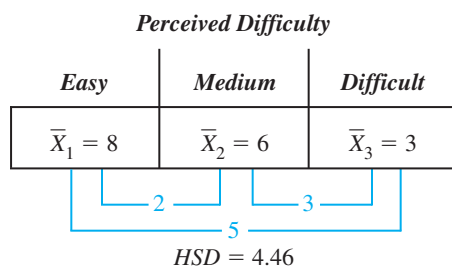 Perceived Difficulty
Easy Medium Difficult
X̄₁ = 8 X̄₂ = 6 X̄₃ = 3
2 3
5
HSD = 4.46